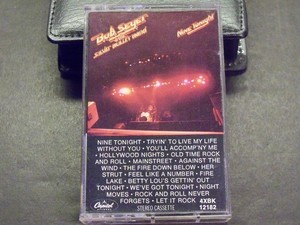 Bob Seger
SILVER BULLET BAND
Nine Tonight
NINE TONIGHT • TRYIN' TO LIVE MY LIFE
WITHOUT YOU • YOU'LL ACCOMP'NY ME
• HOLLYWOOD NIGHTS • OLD TIME ROCK
AND ROLL • MAINSTREET • AGAINST THE
WIND • THE FIRE DOWN BELOW • HER
STRUT • FEEL LIKE A NUMBER • FIRE
LAKE • BETTY LOU'S GETTIN' OUT
TONIGHT • WE'VE GOT TONIGHT • NIGHT
MOVES • ROCK AND ROLL NEVER
FORGETS • LET IT ROCK
4XBK
12182
Capitol
STEREO CASSETTE